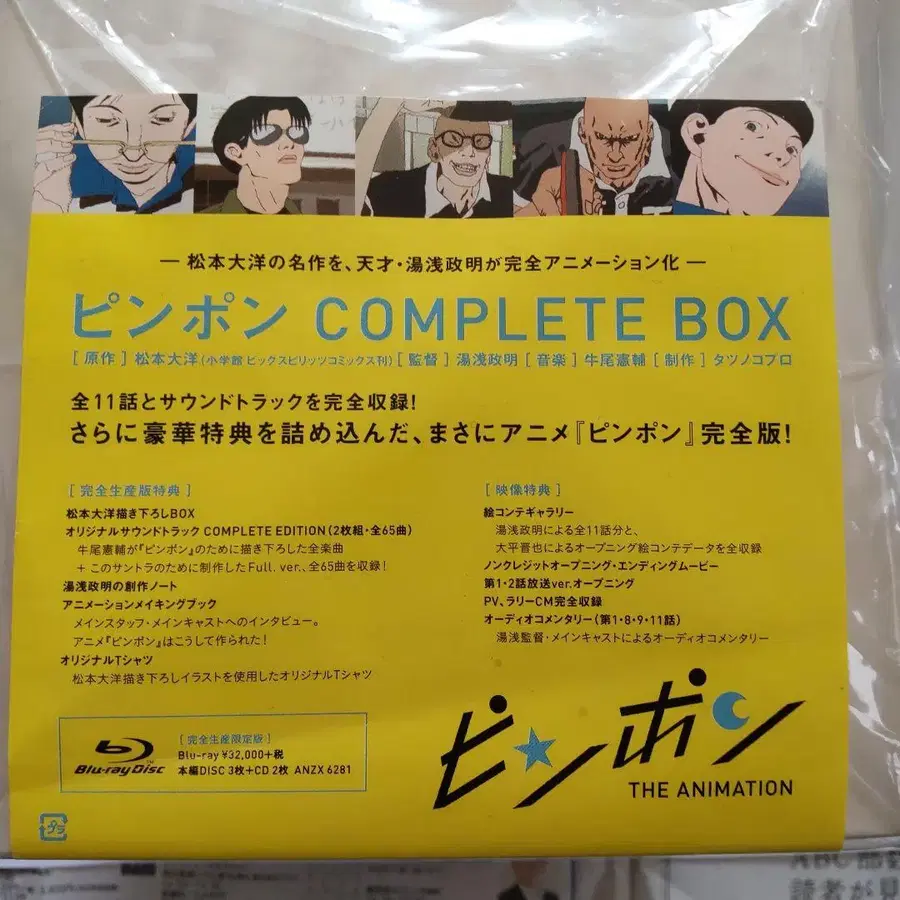 — 松本大洋の名作を、天才・湯浅政明が完全アニメーション化 —
ピンポン COMPLETE BOX
[ 原作 ] 松本大洋(小学館 ビックスピリッツコミックス刊) [ 監督 ] 湯浅政明 [ 音楽 ] 牛尾憲輔 [ 制作 ] タツノコプロ
全11話とサウンドトラックを完全収録!
さらに豪華特典を詰め込んだ、まさにアニメ『ピンポン』完全版!
[ 完全生産版特典 ]
松本大洋描き下ろしBOX
オリジナルサウンドトラック COMPLETE EDITION (2枚組・全65曲)
牛尾憲輔が『ピンポン』のために描き下ろした全楽曲
+ このサントラのために制作したFull. ver.、全65曲を収録!
湯浅政明の創作ノート
アニメーションメイキングブック
メインスタッフ・メインキャストへのインタビュー。
アニメ『ピンポン』はこうして作られた!
オリジナルTシャツ
松本大洋描き下ろしイラストを使用したオリジナルTシャツ
[ 映像特典 ]
絵コンテギャラリー
湯浅政明による全11話分と、
大平晋也によるオープニング絵コンテデータを全収録
ノンクレジットオープニング・エンディングムービー
第1・2話放送ver.オープニング
PV、ラリーCM完全収録
オーディオコメンタリー (第1・8・9・11話)
湯浅監督・メインキャストによるオーディオコメンタリー
Blu-ray Disc
[ 完全生産限定版 ]
Blu-ray ¥32,000+税
本編DISC 3枚+CD 2枚 ANZX 6281
ピンポン
THE ANIMATION
プラ
読者が見